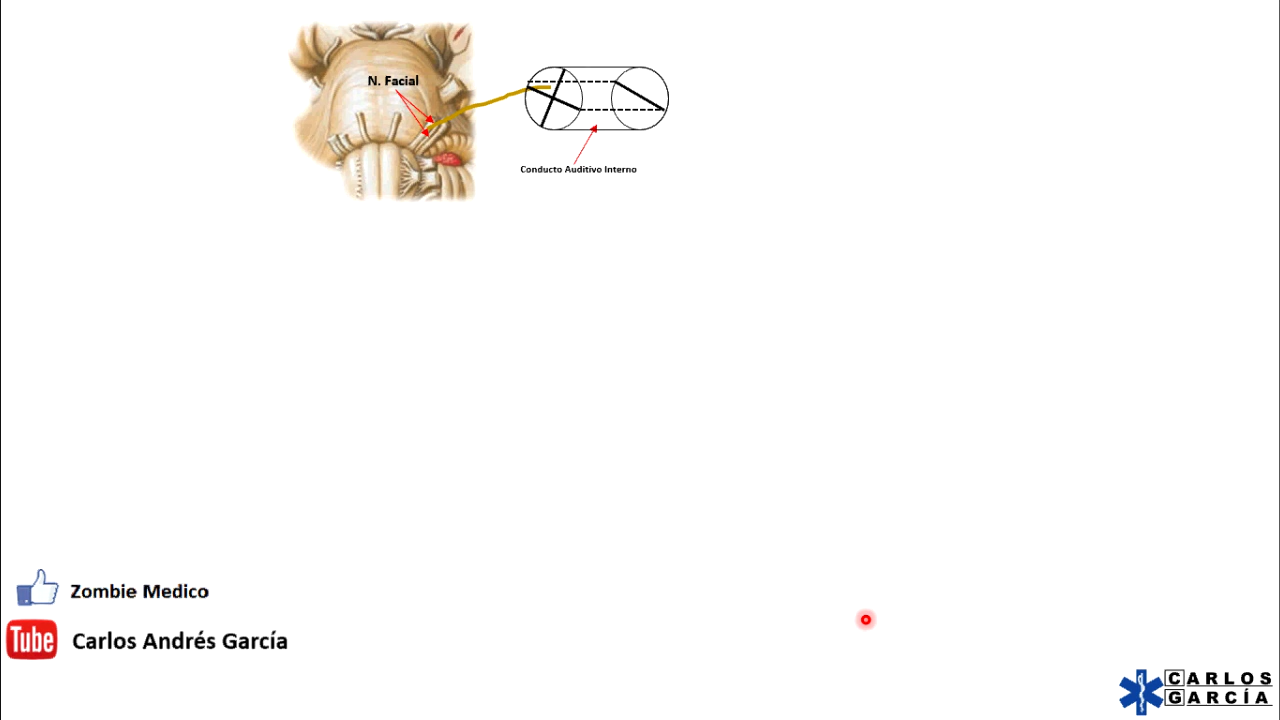 N. Facial
Conducto Auditivo Interno
Zombie Medico
Tube
Carlos Andrés García
CARLOS
GARCÍA